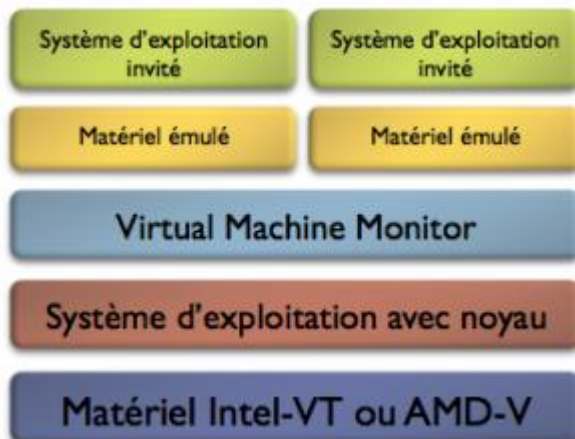 Système d'exploitation
invité
Système d'exploitation
invité
Matériel émulé
Matériel émulé
Virtual Machine Monitor
Système d'exploitation avec noyau
Matériel Intel-VT ou AMD-V